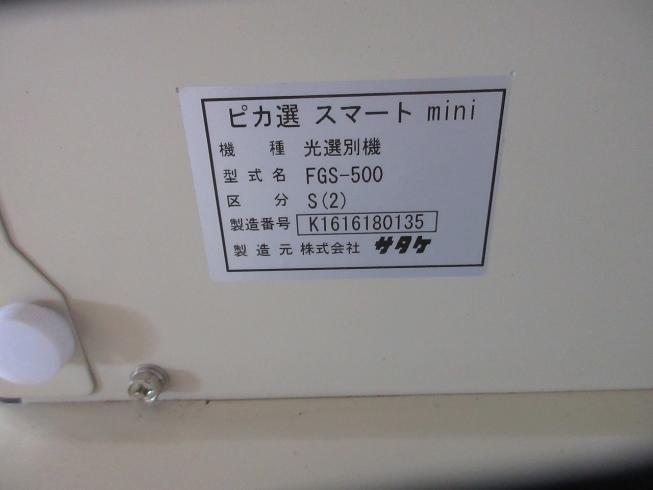 ピカ選 スマート mini
機種 光選別機
型式名 FGS-500
区分 S(2)
製造番号 K1616180135
製造元 株式会社 サタケ